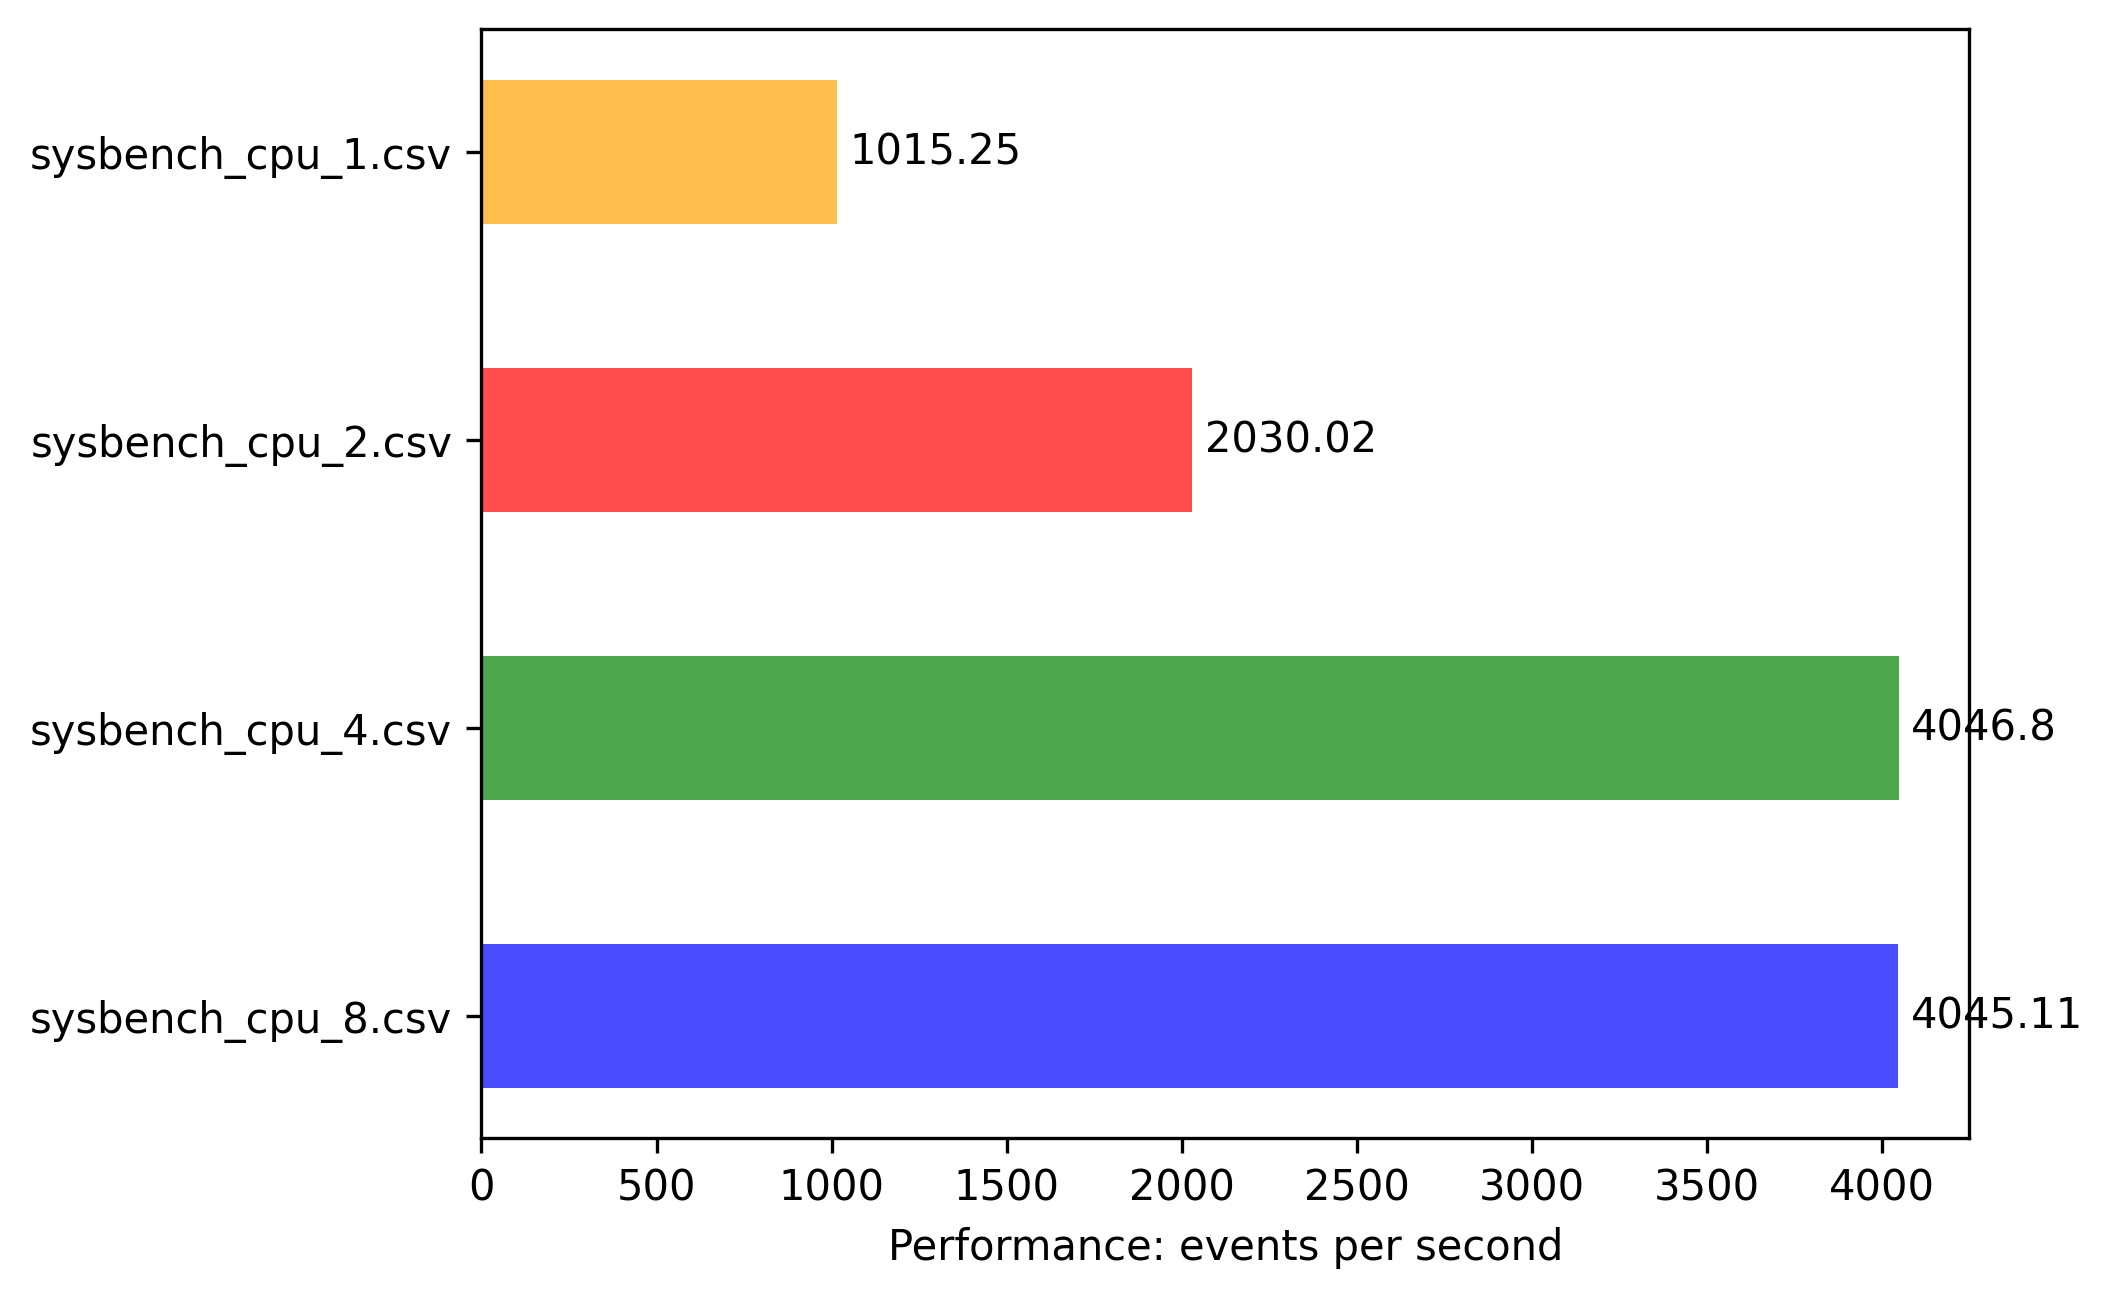 sysbench_cpu_1.csv
1015.25
sysbench_cpu_2.csv
2030.02
sysbench_cpu_4.csv
4046.8
sysbench_cpu_8.csv
4045.11
0 500 1000 1500 2000 2500 3000 3500 4000
Performance: events per second